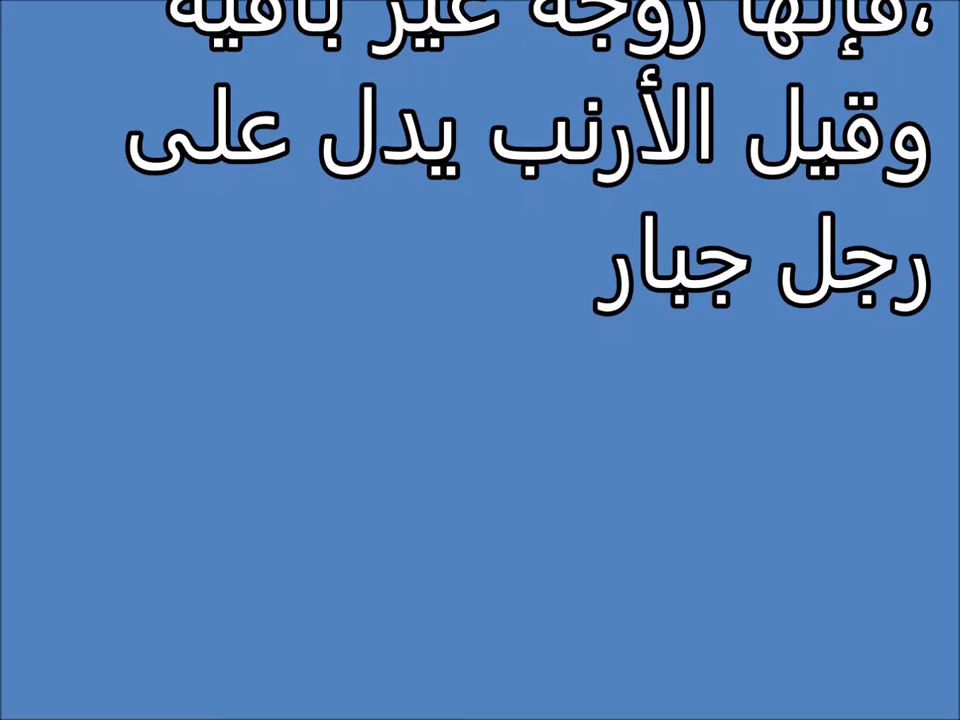 ،فإنها زوجة غير باقية
وقيل الأرنب يدل على
رجل جبار